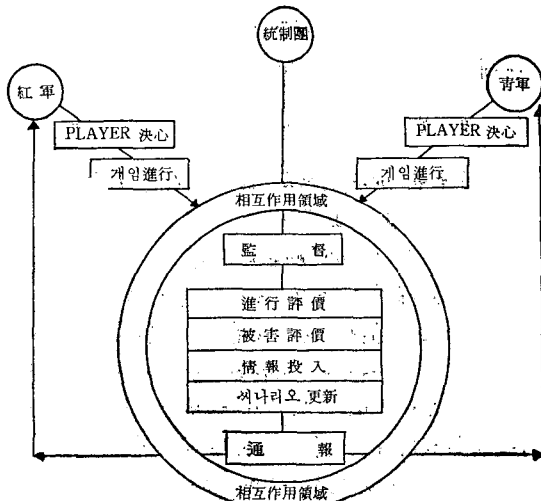 統制團
紅軍
靑軍
PLAYER 決心
PLAYER 決心
개임進行
게임進行
相互作用領域
監督
進行評價
被害評價
情報投入
씨나리오 更新
通報
相互作用領域